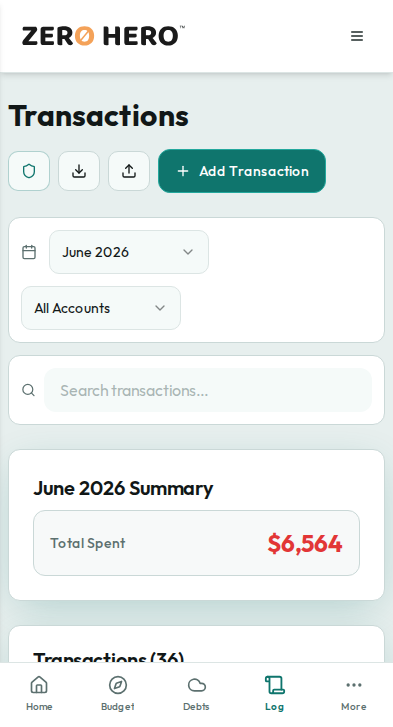 ZERO HERO™
Transactions
Add Transaction
June 2026
All Accounts
Search transactions...
June 2026 Summary
Total Spent
$6,564
Transactions (36)
Home
Budget
Debts
Log
More